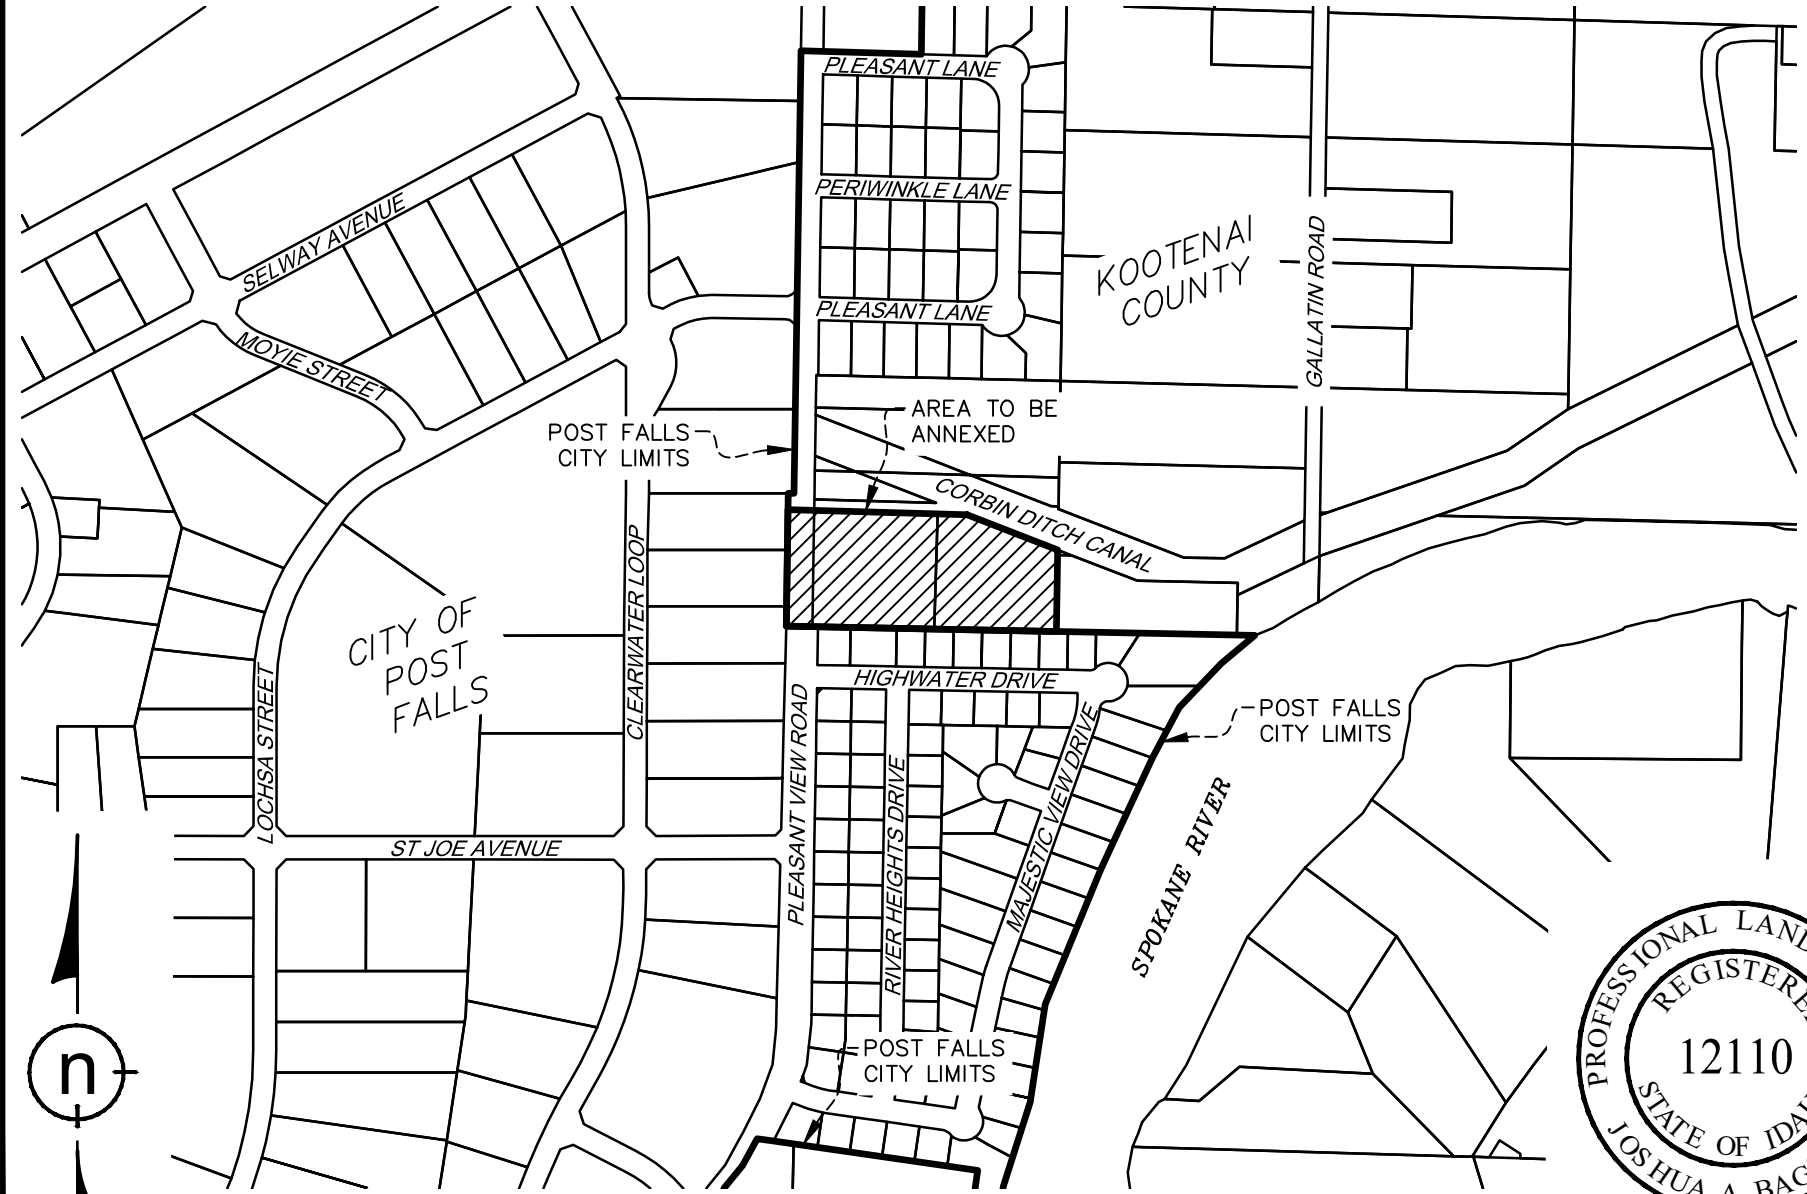 PLEASANT LANE
PERIWINKLE LANE
SELWAY AVENUE
KOOTENAI
COUNTY
GALLATIN ROAD
PLEASANT LANE
MOYIE STREET
AREA TO BE
ANNEXED
POST FALLS
CITY LIMITS
CORBIN DITCH CANAL
CLEARWATER LOOP
CITY OF
POST
FALLS
LOCHSA STREET
HIGHWATER DRIVE
PLEASANT VIEW ROAD
POST FALLS
CITY LIMITS
RIVER HEIGHTS DRIVE
MAJESTIC VIEW DRIVE
SPOKANE RIVER
ST JOE AVENUE
POST FALLS
CITY LIMITS
n
PROFESSIONAL LAND
REGISTERE
12110
STATE OF IDAH
JOSHUA A. BAG